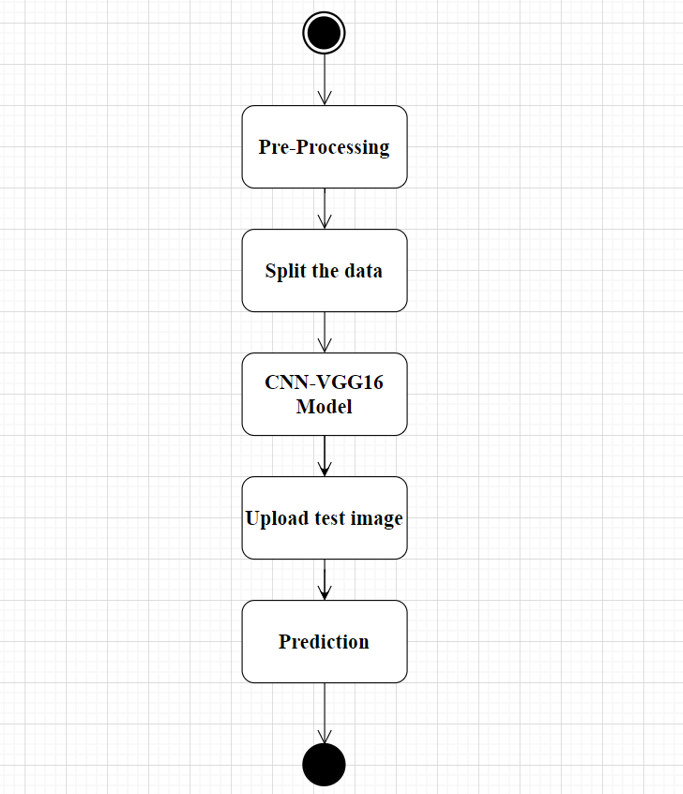 Pre-Processing
Split the data
CNN-VGG16
Model
Upload test image
Prediction